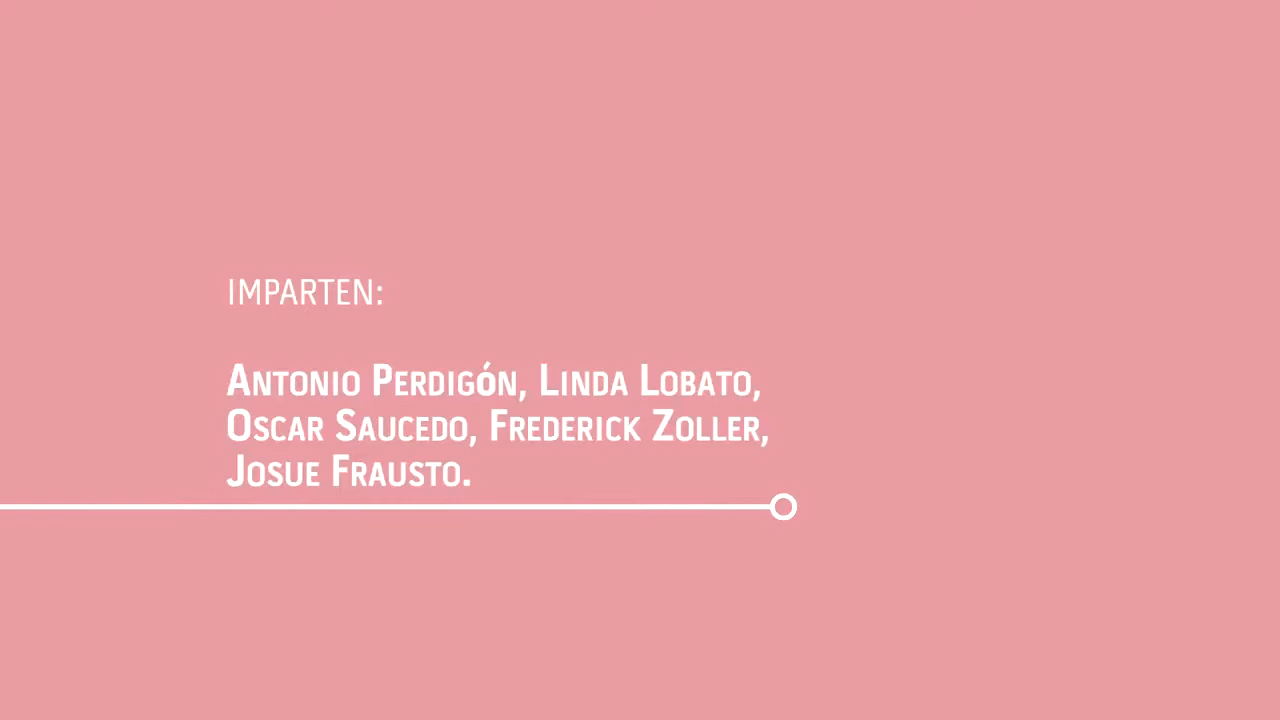 IMPARTEN:
Antonio Perdigón, Linda Lobato,
Oscar Saucedo, Frederick Zoller,
Josue Frausto.